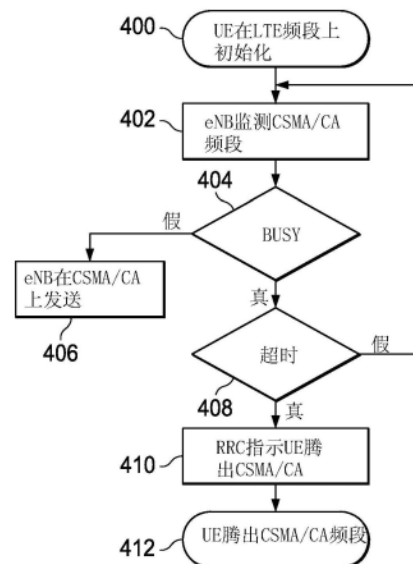 400
UE在LTE频段上
初始化
402
eNB监测CSMA/CA
频段
404
BUSY
假
真
eNB在CSMA/CA
上发送
406
超时
假
408
真
410
RRC指示UE腾
出CSMA/CA
UE腾出CSMA/CA频段
412